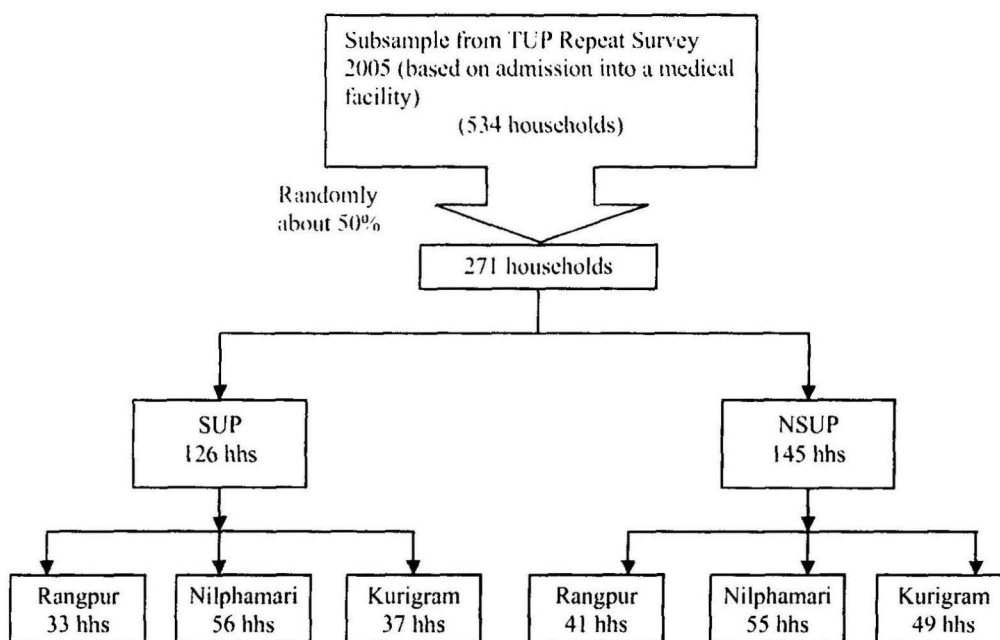 Subsample from TUP Repeat Survey
2005 (based on admission into a medical
facility)
(534 households)
Randomly
about 50%
271 households
SUP
126 hhs
NSUP
145 hhs
Rangpur
33 hhs
Nilphamari
56 hhs
Kurigram
37 hhs
Rangpur
41 hhs
Nilphamari
55 hhs
Kurigram
49 hhs